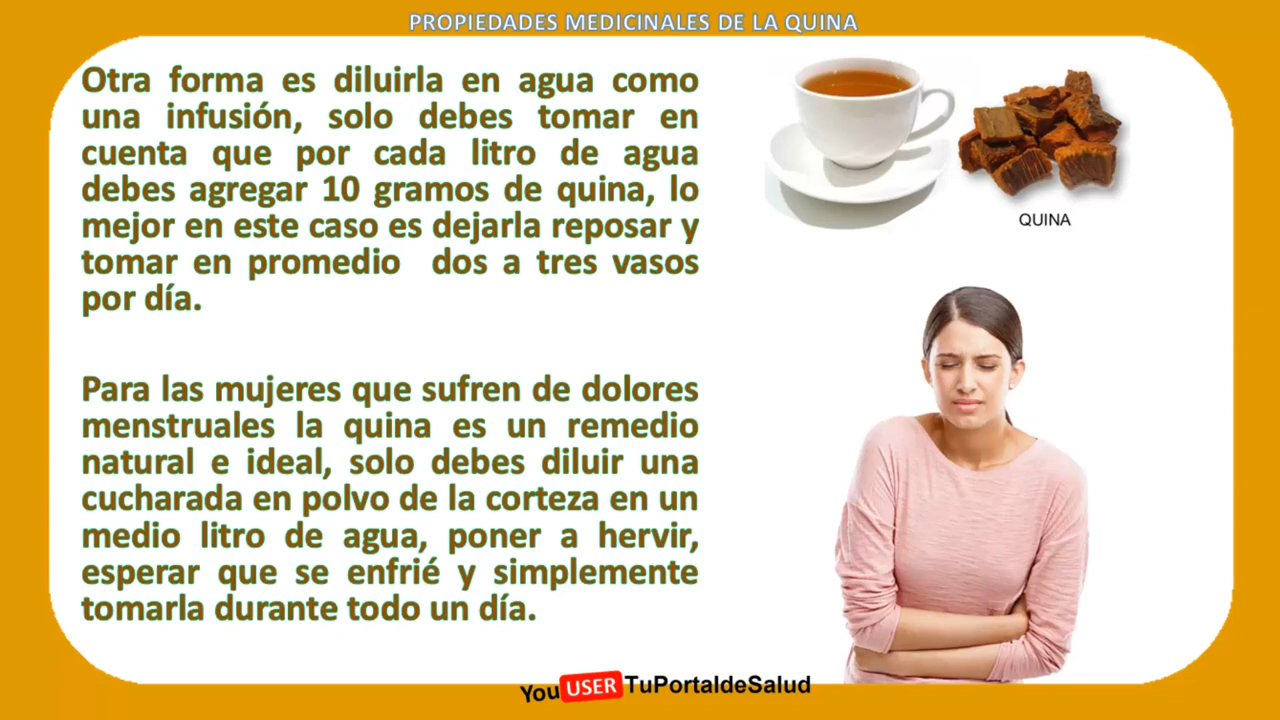 PROPIEDADES MEDICINALES DE LA QUINA
Otra forma es diluirla en agua como
una infusión, solo debes tomar en
cuenta que por cada litro de agua
debes agregar 10 gramos de quina, lo
mejor en este caso es dejarla reposar y
tomar en promedio dos a tres vasos
por día.
QUINA
Para las mujeres que sufren de dolores
menstruales la quina es un remedio
natural e ideal, solo debes diluir una
cucharada en polvo de la corteza en un
medio litro de agua, poner a hervir,
esperar que se enfrié y simplemente
tomarla durante todo un día.
You USER TuPortaldeSalud